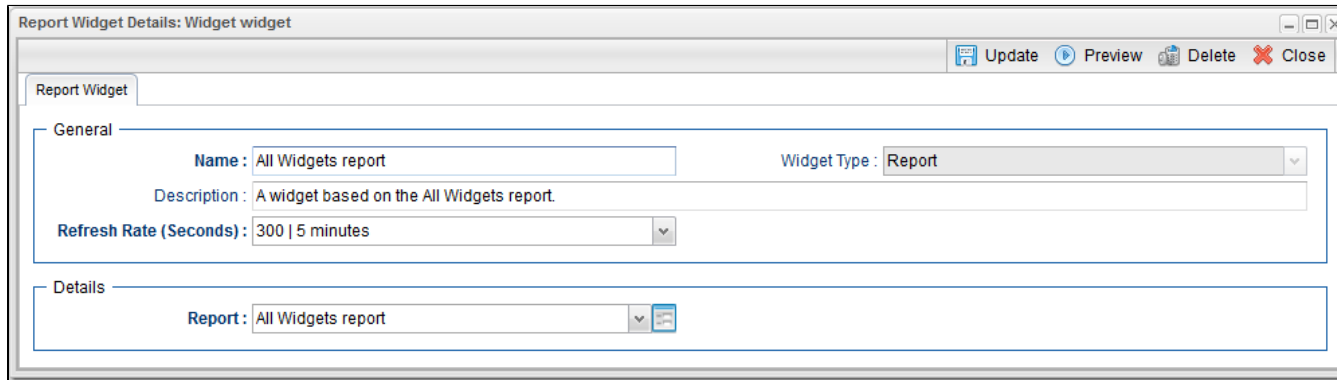 Report Widget Details: Widget widget
Update Preview Delete Close
Report Widget
General
Name : All Widgets report Widget Type : Report
Description : A widget based on the All Widgets report.
Refresh Rate (Seconds) : 300 | 5 minutes
Details
Report : All Widgets report